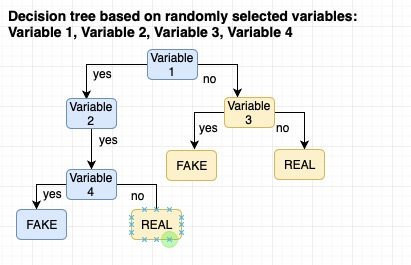 Decision tree based on randomly selected variables:
Variable 1, Variable 2, Variable 3, Variable 4
Variable
1
yes
no
Variable
2
Variable
3
yes
yes
no
FAKE
REAL
Variable
4
yes
no
FAKE
REAL